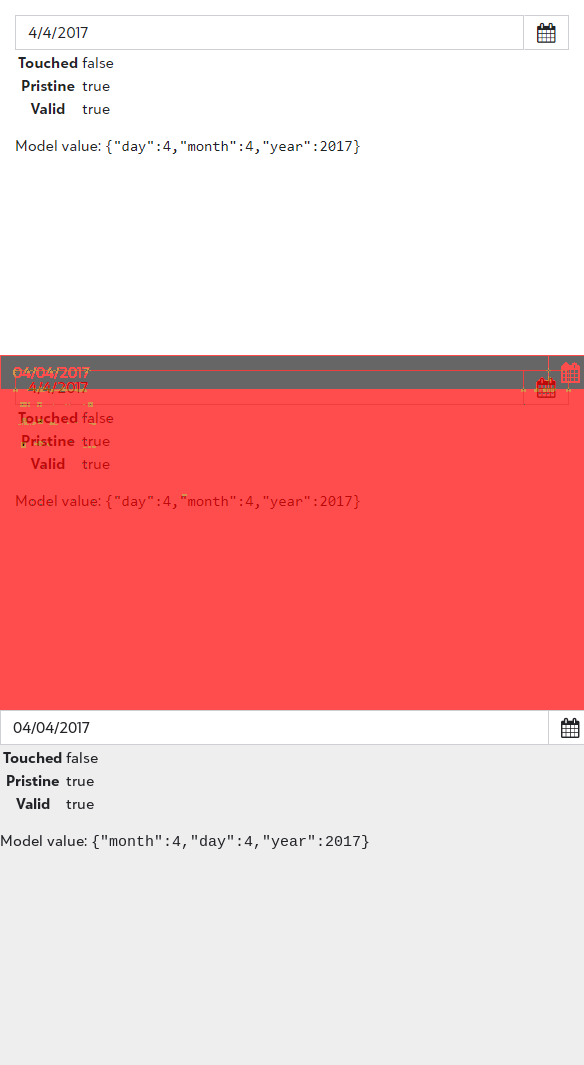 4/4/2017
Touched false
Pristine true
Valid true
Model value: {"day":4,"month":4,"year":2017}
04/04/2017
4/4/2017
Touched false
Pristine true
Valid true
Model value: {"day":4,"month":4,"year":2017}
04/04/2017
Touched false
Pristine true
Valid true
Model value: {"month":4,"day":4,"year":2017}